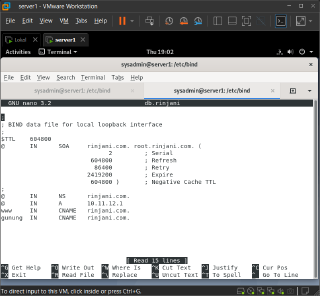 server1 - VMware Workstation
File Edit View VM Tabs Help
Lokal server1
Activities Terminal Thu 19:02
sysadmin@server1: /etc/bind
File Edit View Search Terminal Tabs Help
sysadmin@server1: /etc/bind sysadmin@server1: /etc/bind
GNU nano 3.2 db.rinjani
;
; BIND data file for local loopback interface
;
$TTL 604800
@ IN SOA rinjani.com. root.rinjani.com. (
2 ; Serial
604800 ; Refresh
86400 ; Retry
2419200 ; Expire
604800 ) ; Negative Cache TTL
;
@ IN NS rinjani.com.
@ IN A 10.11.12.1
www IN CNAME rinjani.com.
gunung IN CNAME rinjani.com.
[ Read 15 lines ]
^G Get Help ^O Write Out ^W Where Is ^K Cut Text ^J Justify ^C Cur Pos
^X Exit ^R Read File ^\ Replace ^U Uncut Text ^T To Spell ^_ Go To Line
To direct input to this VM, click inside or press Ctrl+G.